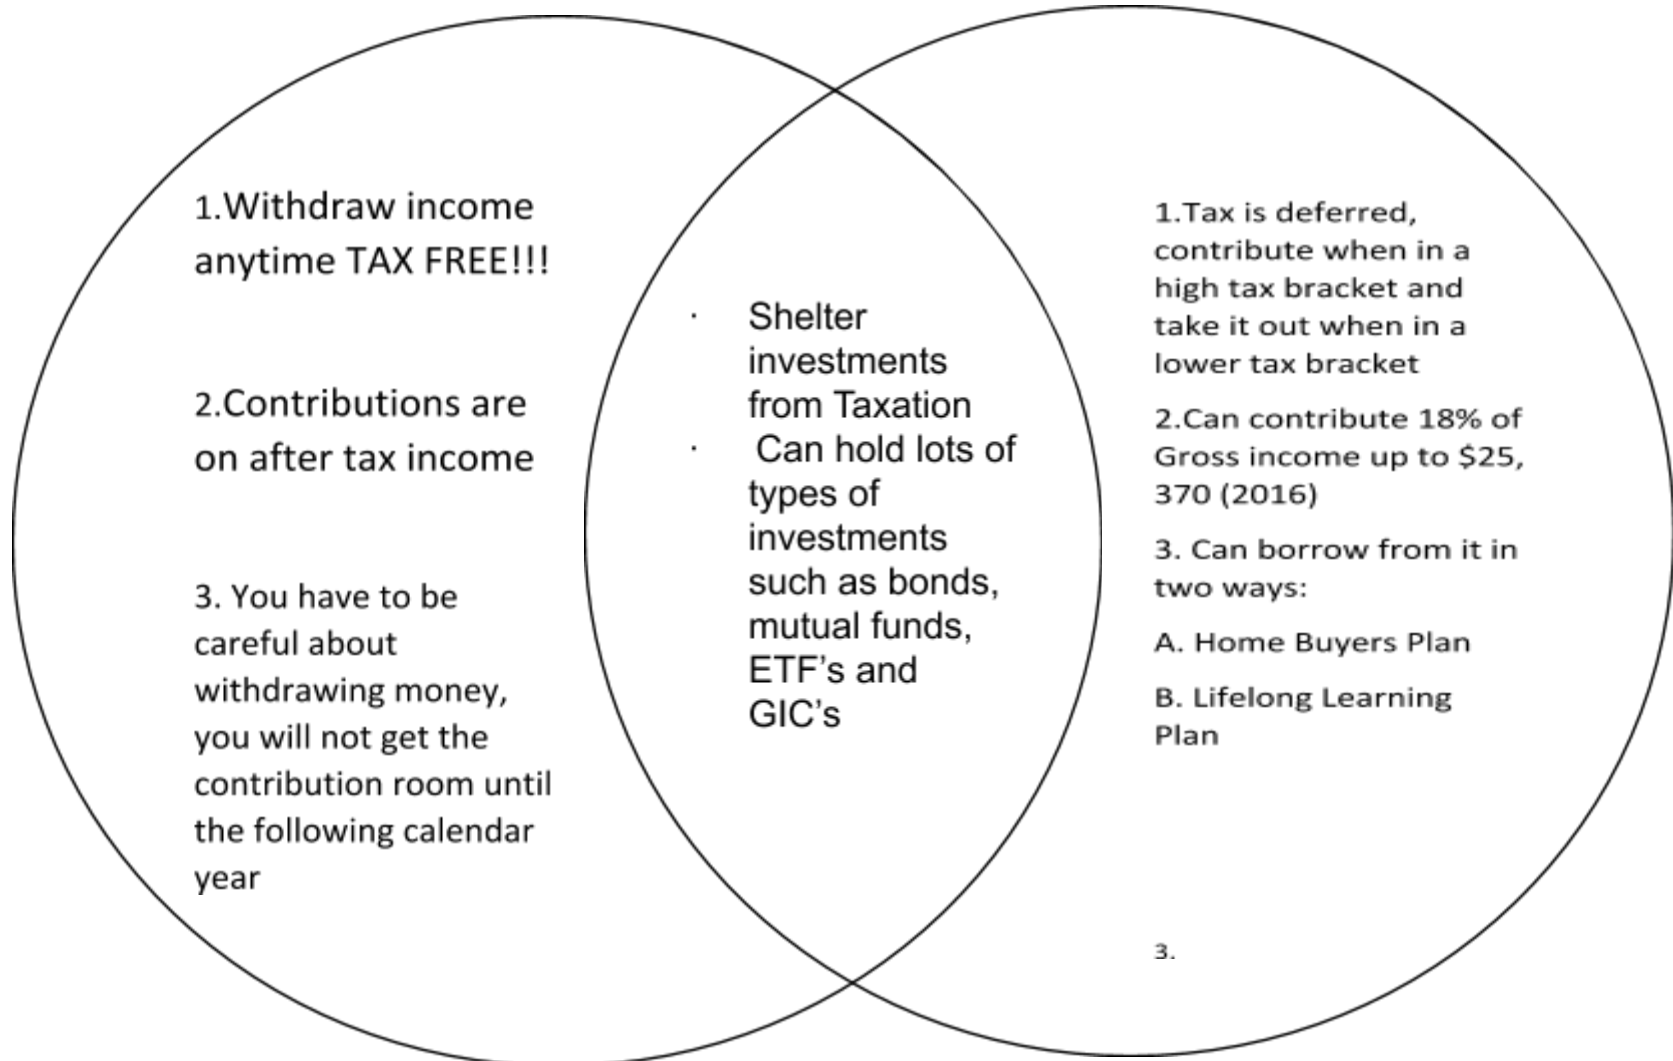 1.Withdraw income
anytime TAX FREE!!!
2.Contributions are
on after tax income
3. You have to be
careful about
withdrawing money,
you will not get the
contribution room until
the following calendar
year
· Shelter
investments
from Taxation
· Can hold lots of
types of
investments
such as bonds,
mutual funds,
ETF's and
GIC's
1.Tax is deferred,
contribute when in a
high tax bracket and
take it out when in a
lower tax bracket
2.Can contribute 18% of
Gross income up to $25,
370 (2016)
3. Can borrow from it in
two ways:
A. Home Buyers Plan
B. Lifelong Learning
Plan
3.